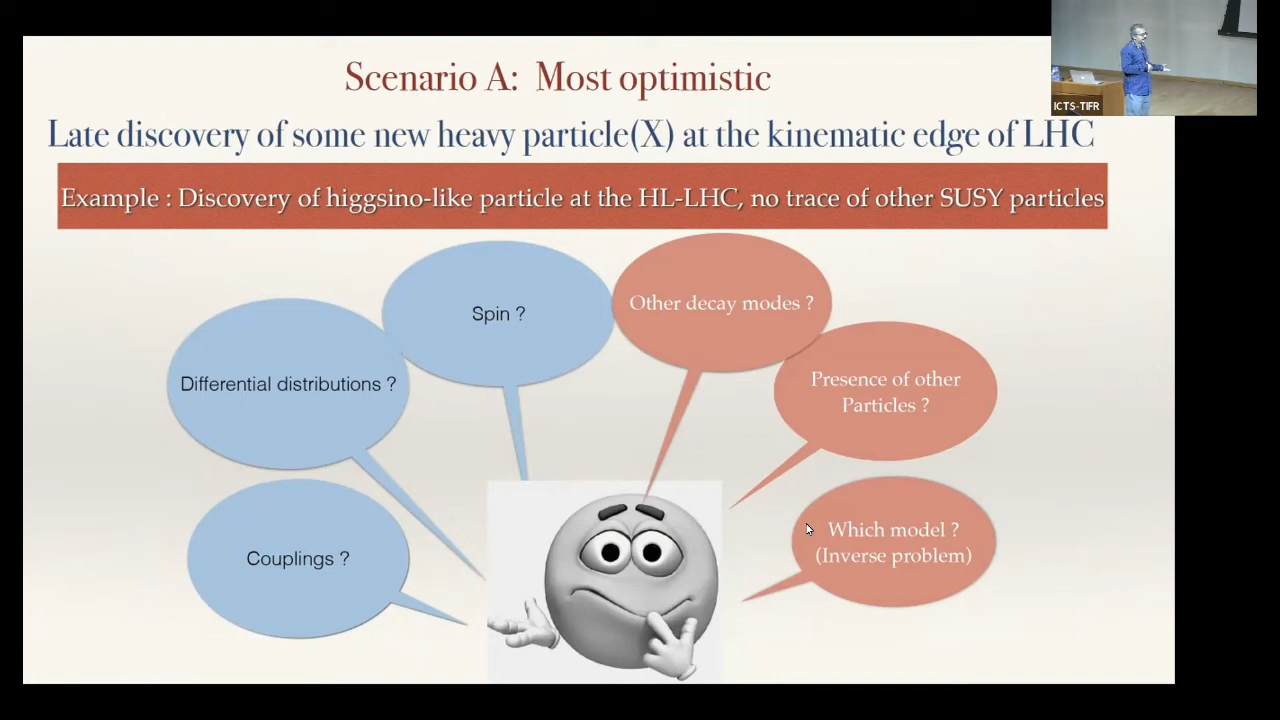 Scenario A: Most optimistic
Late discovery of some new heavy particle(X) at the kinematic edge of LHC
Example : Discovery of higgsino-like particle at the HL-LHC, no trace of other SUSY particles
Spin ?
Other decay modes ?
Differential distributions ?
Presence of other
Particles ?
Couplings ?
Which model ?
(Inverse problem)
ICTS-TIFR